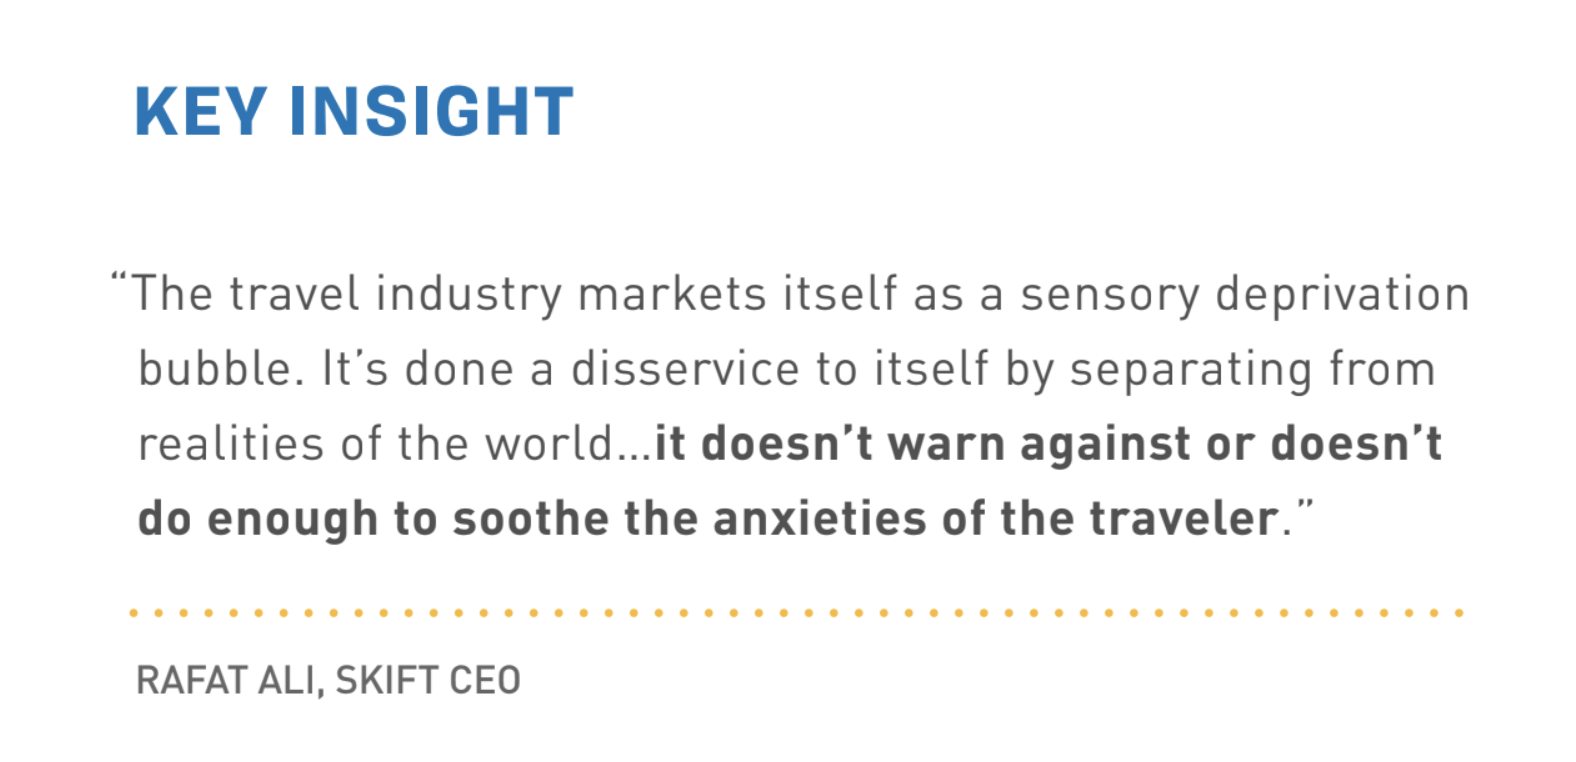 KEY INSIGHT
“The travel industry markets itself as a sensory deprivation
bubble. It’s done a disservice to itself by separating from
realities of the world...it doesn’t warn against or doesn’t
do enough to soothe the anxieties of the traveler.”
RAFAT ALI, SKIFT CEO